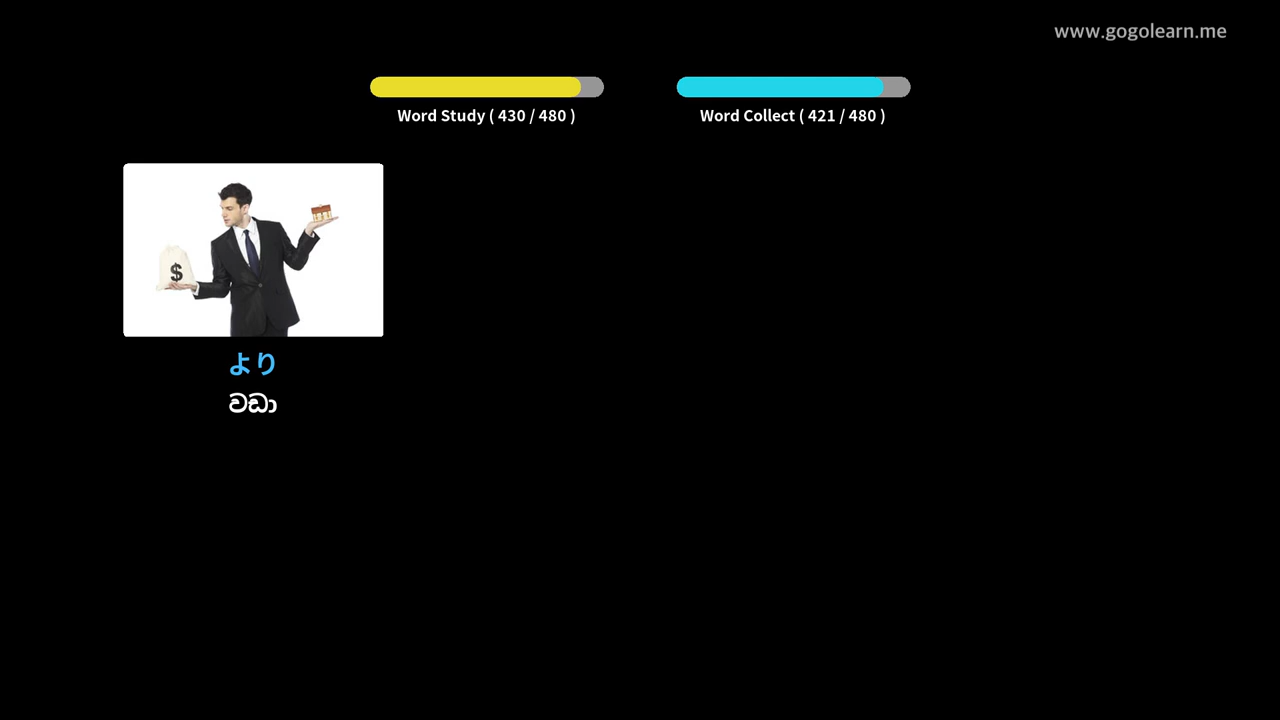 www.gogolearn.me
Word Study ( 430 / 480 )
Word Collect ( 421 / 480 )
$
より
වඩා